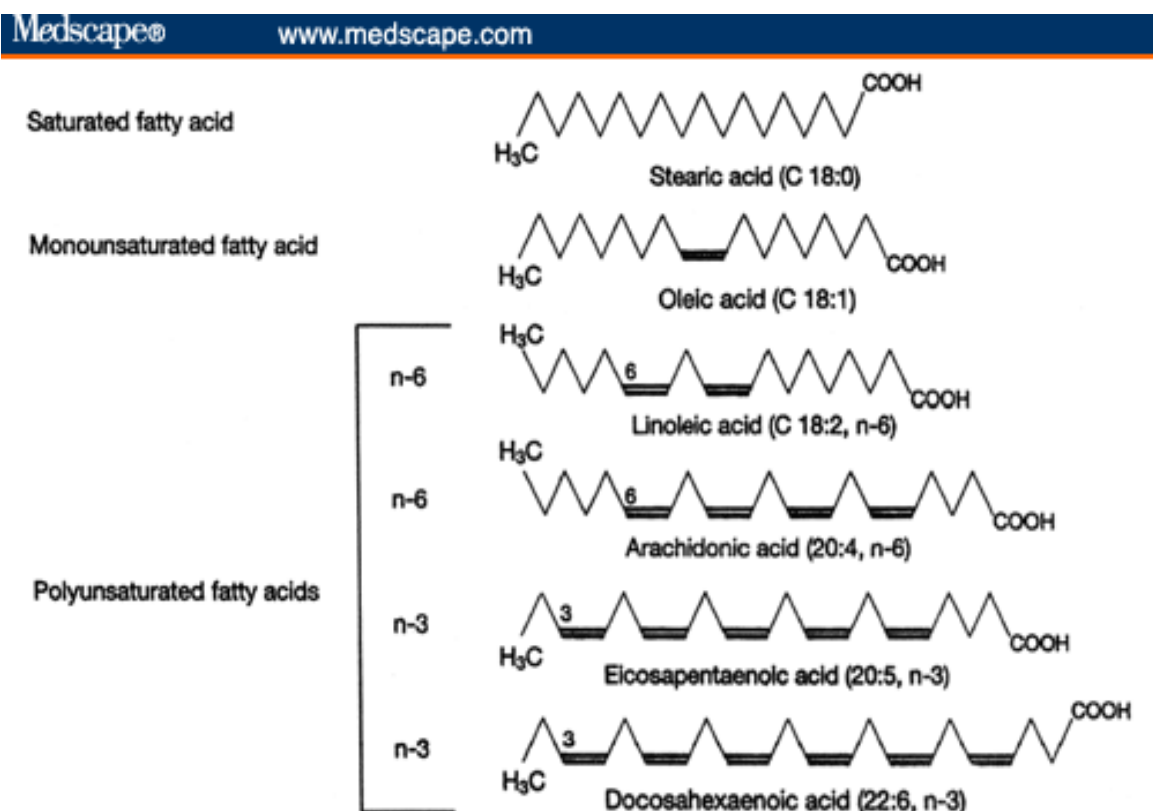 Medscape® www.medscape.com
COOH
Saturated fatty acid
H₃C
Stearic acid (C 18:0)
Monounsaturated fatty acid
H₃C
COOH
Oleic acid (C 18:1)
H₃C
n-6
6
COOH
Linoleic acid (C 18:2, n-6)
H₃C
n-6
6
COOH
Arachidonic acid (20:4, n-6)
Polyunsaturated fatty acids
n-3
3
H₃C
COOH
Eicosapentaenoic acid (20:5, n-3)
COOH
n-3
3
H₃C
Docosahexaenoic acid (22:6, n-3)